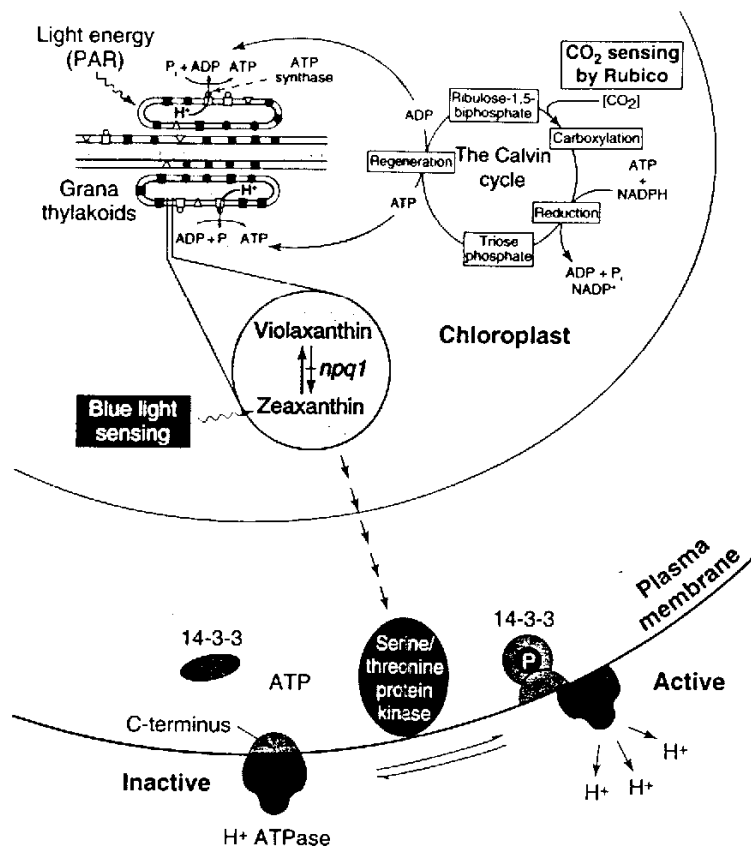 Light energy
(PAR)
Pi + ADP
ATP
ATP
synthase
H+
CO2 sensing
by Rubico
[CO2]
Ribulose-1,5-
biphosphate
ADP
Carboxylation
Regeneration
The Calvin
cycle
ATP
+
NADPH
Reduction
ATP
Triose
phosphate
ADP + Pi
NADP+
Grana
thylakoids
H+
ADP + Pi
ATP
Chloroplast
Violaxanthin
npq1
Zeaxanthin
Blue light
sensing
Plasma
membrane
14-3-3
ATP
Serine/
threonine
protein
kinase
14-3-3
P
Active
C-terminus
Inactive
H+
H+
H+
H+ ATPase